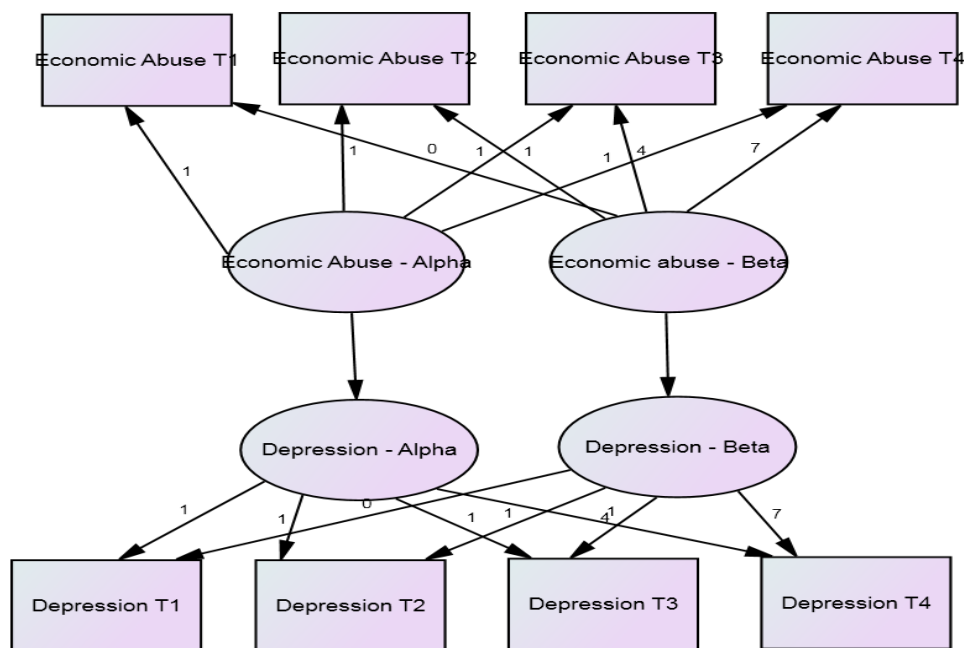 Economic Abuse T1
Economic Abuse T2
Economic Abuse T3
Economic Abuse T4
1
1
0
1
1
4
1
7
Economic Abuse - Alpha
Economic abuse - Beta
Depression - Alpha
Depression - Beta
1
1
0
1
1
4
1
7
Depression T1
Depression T2
Depression T3
Depression T4